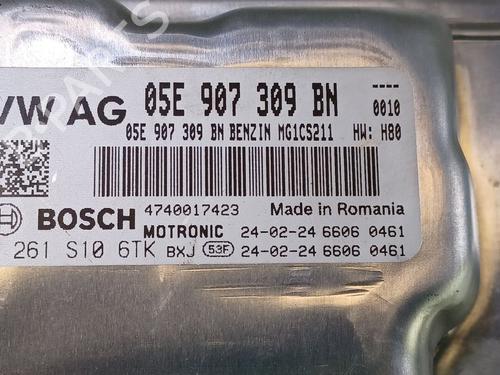 VW AG 05E 907 309 BN ----
0010
05E 907 309 BN BENZIN MG1CS211 HW: H80
BOSCH 4740017423 Made in Romania
MOTRONIC 24-02-24 6606 0461
261 S10 6TK BXJ 53F 24-02-24 6606 0461